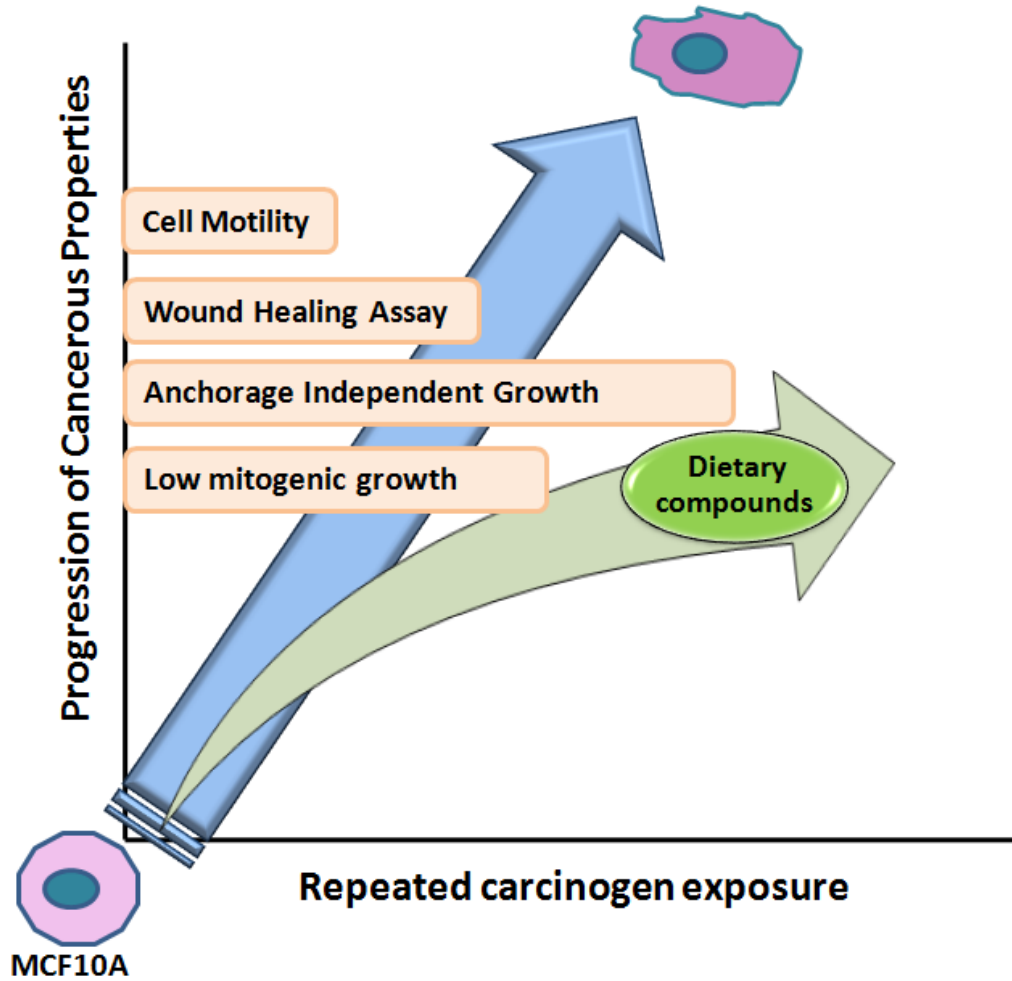 Progression of Cancerous Properties
Cell Motility
Wound Healing Assay
Anchorage Independent Growth
Low mitogenic growth
Dietary
compounds
Repeated carcinogen exposure
MCF10A